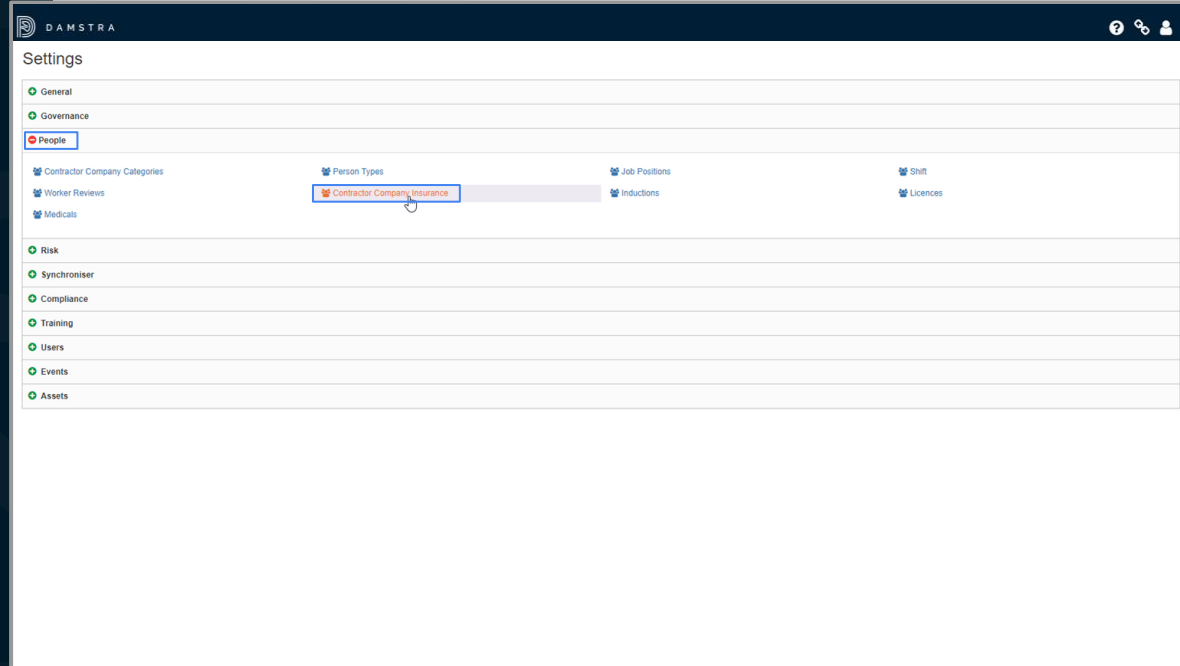 DAMSTRA
Settings
General
Governance
People
Contractor Company Categories
Person Types
Job Positions
Shift
Worker Reviews
Contractor Company Insurance
Inductions
Licences
Medicals
Risk
Synchroniser
Compliance
Training
Users
Events
Assets